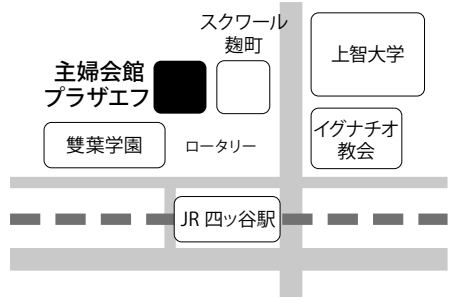 スクワール
麹町
上智大学
主婦会館
プラザエフ
イグナチオ
教会
雙葉学園
ロータリー
JR 四ッ谷駅